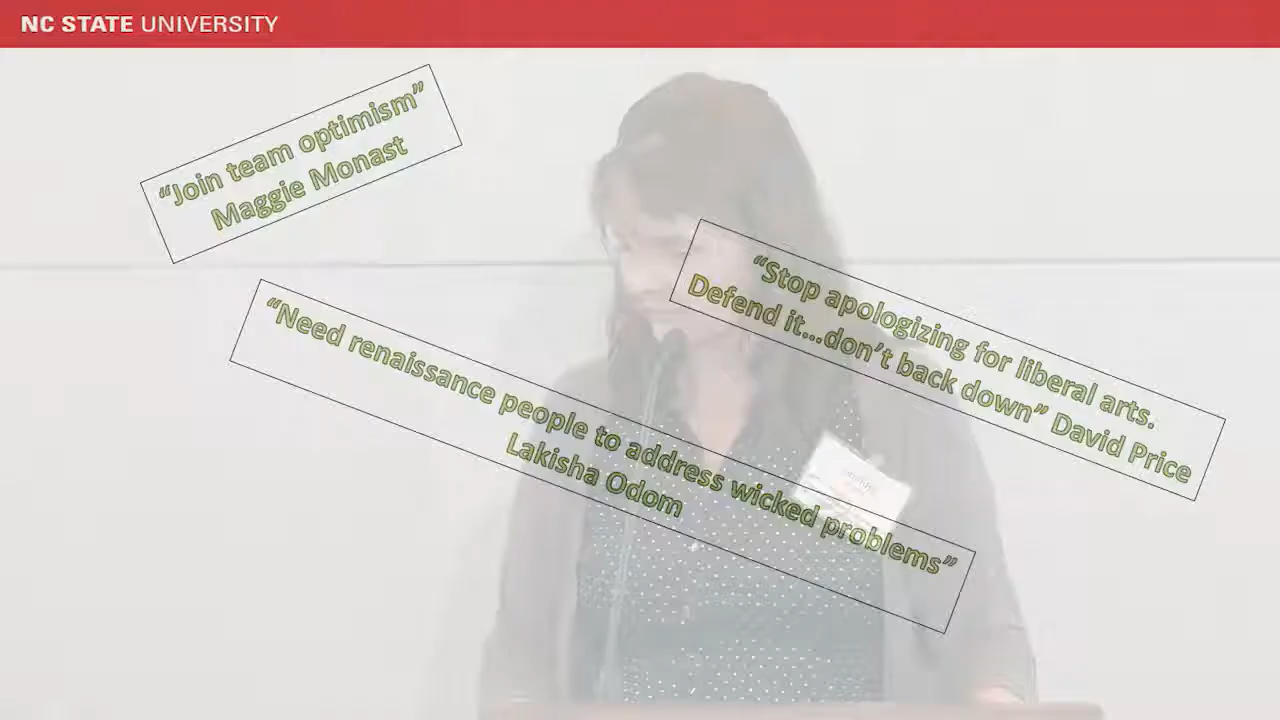 NC STATE UNIVERSITY
“Join team optimism”
Maggie Monast
“Stop apologizing for liberal arts.
Defend it...don’t back down” David Price
“Need renaissance people to address wicked problems”
Lakisha Odom